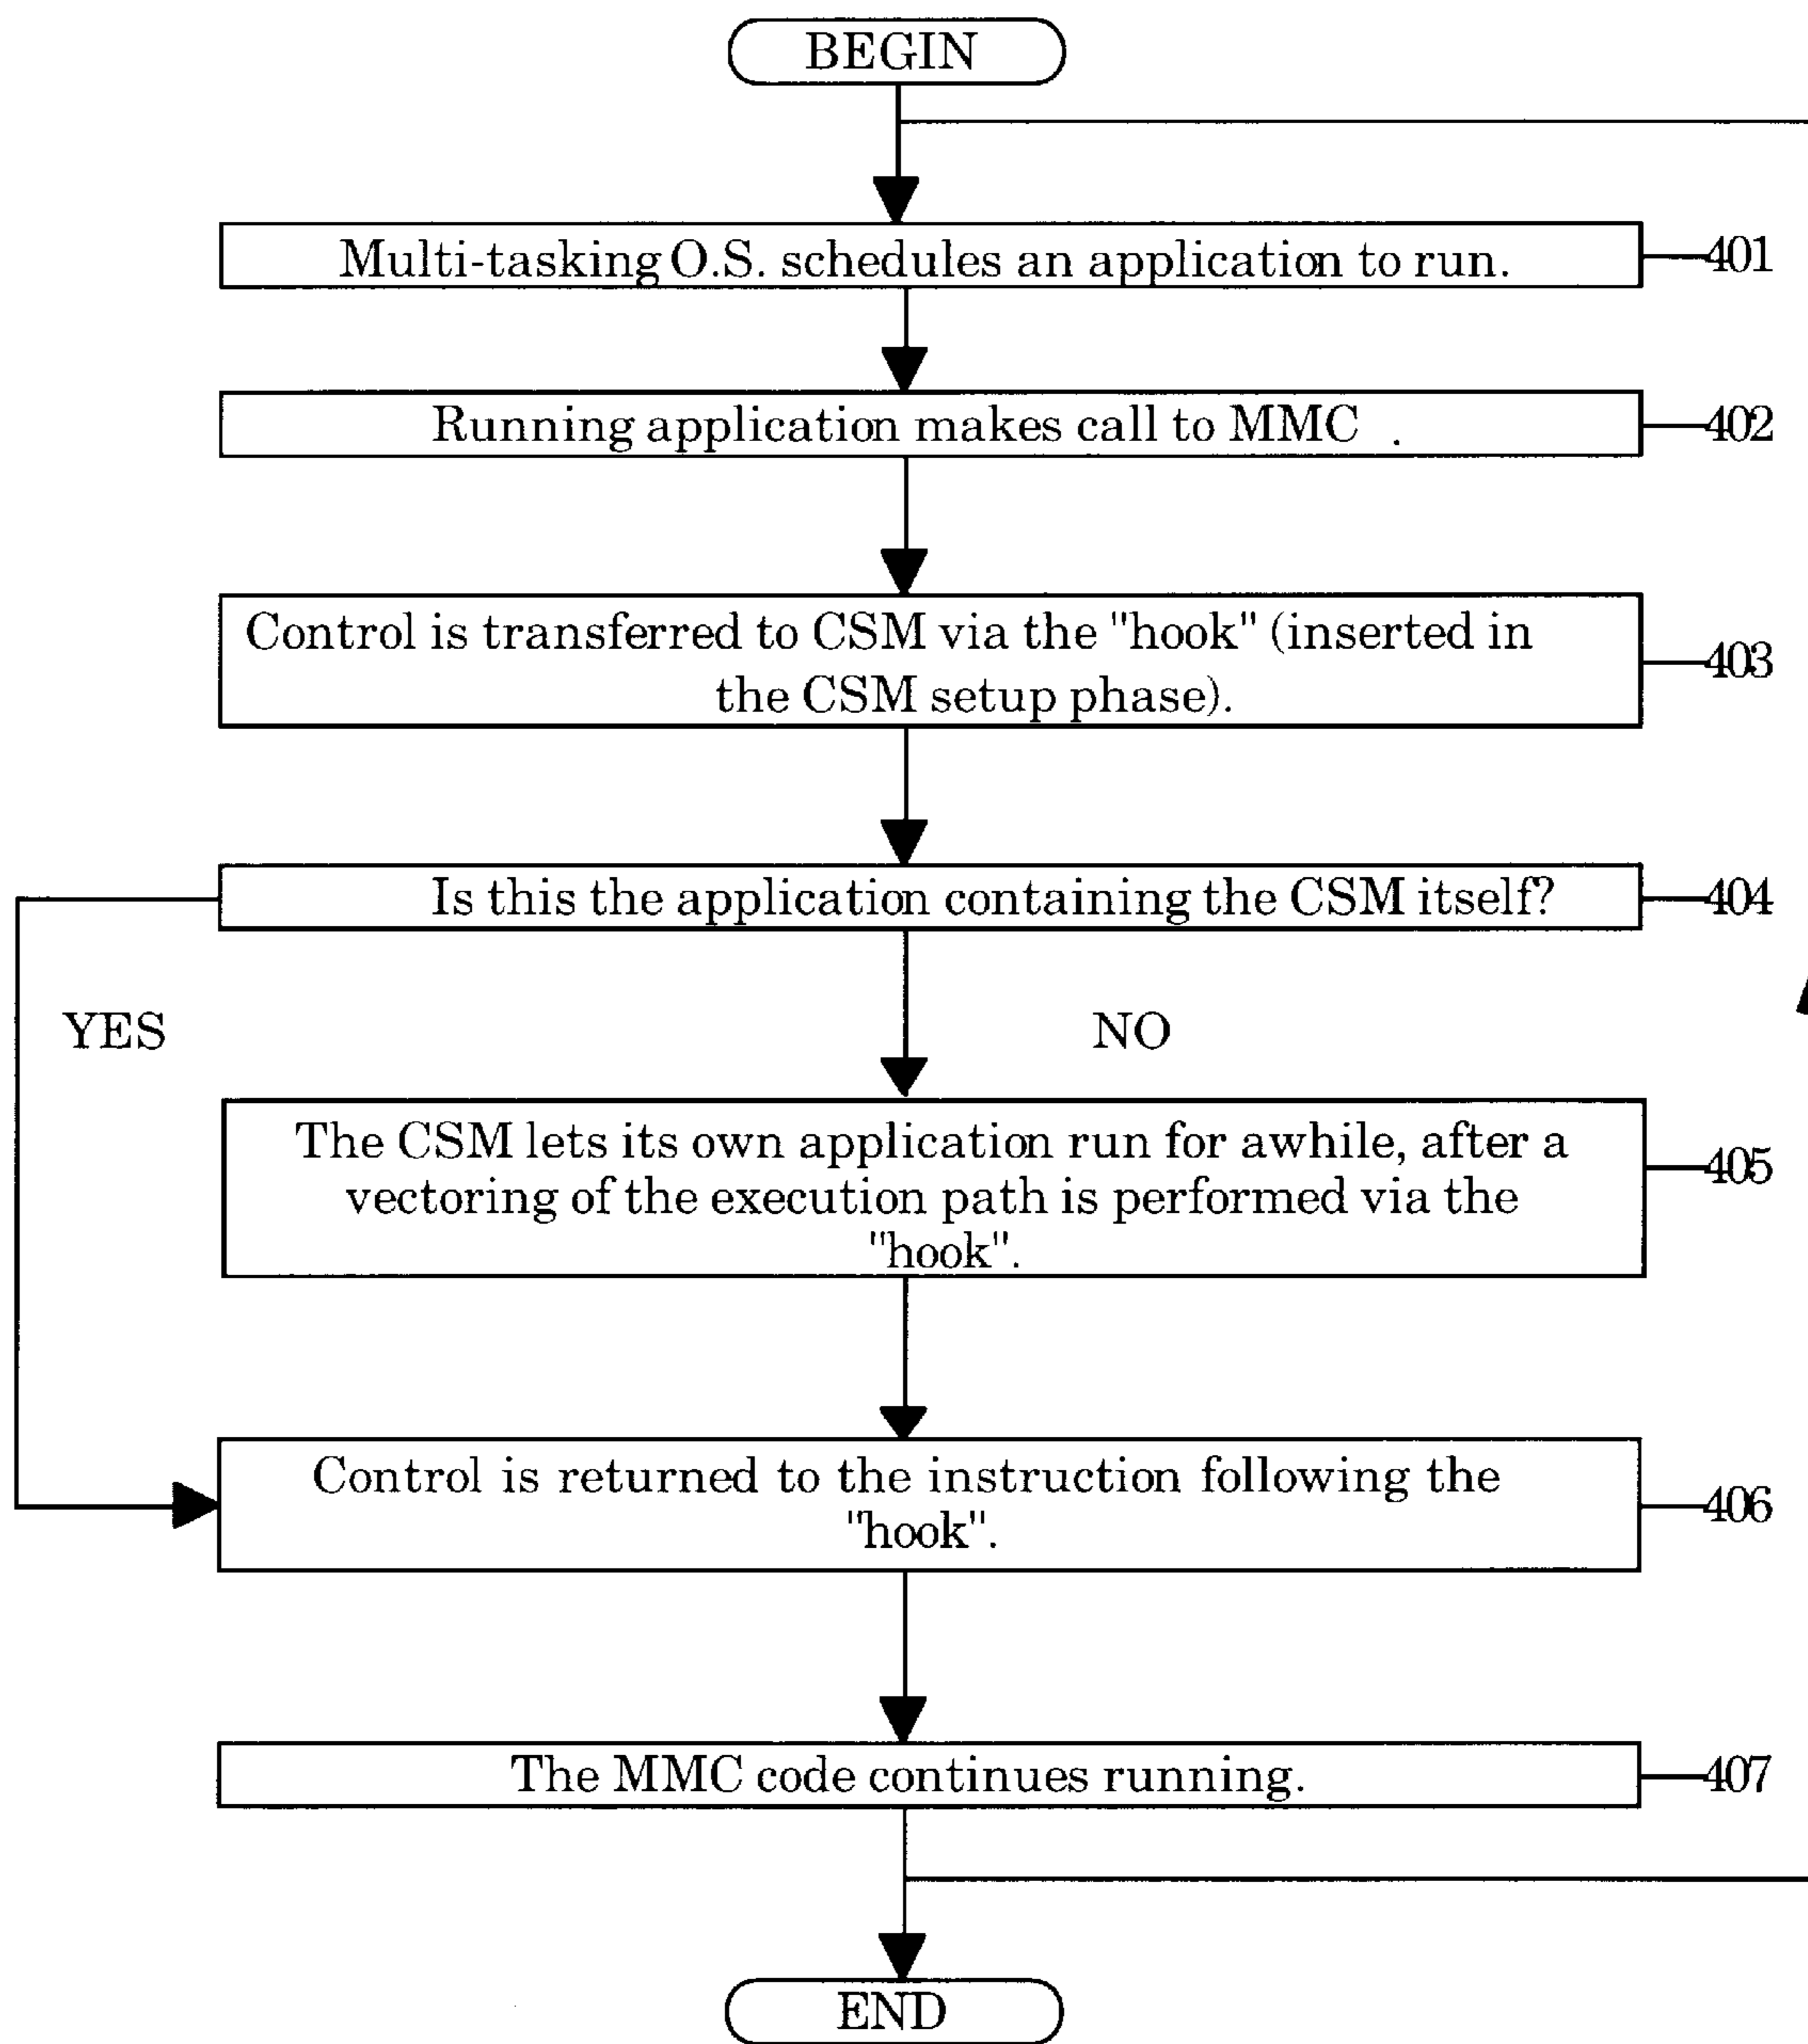 BEGIN
Multi-tasking O.S. schedules an application to run.
401
Running application makes call to MMC .
402
Control is transferred to CSM via the "hook" (inserted in
the CSM setup phase).
403
Is this the application containing the CSM itself?
404
YES
NO
The CSM lets its own application run for awhile, after a
vectoring of the execution path is performed via the
"hook".
405
Control is returned to the instruction following the
"hook".
406
The MMC code continues running.
407
END